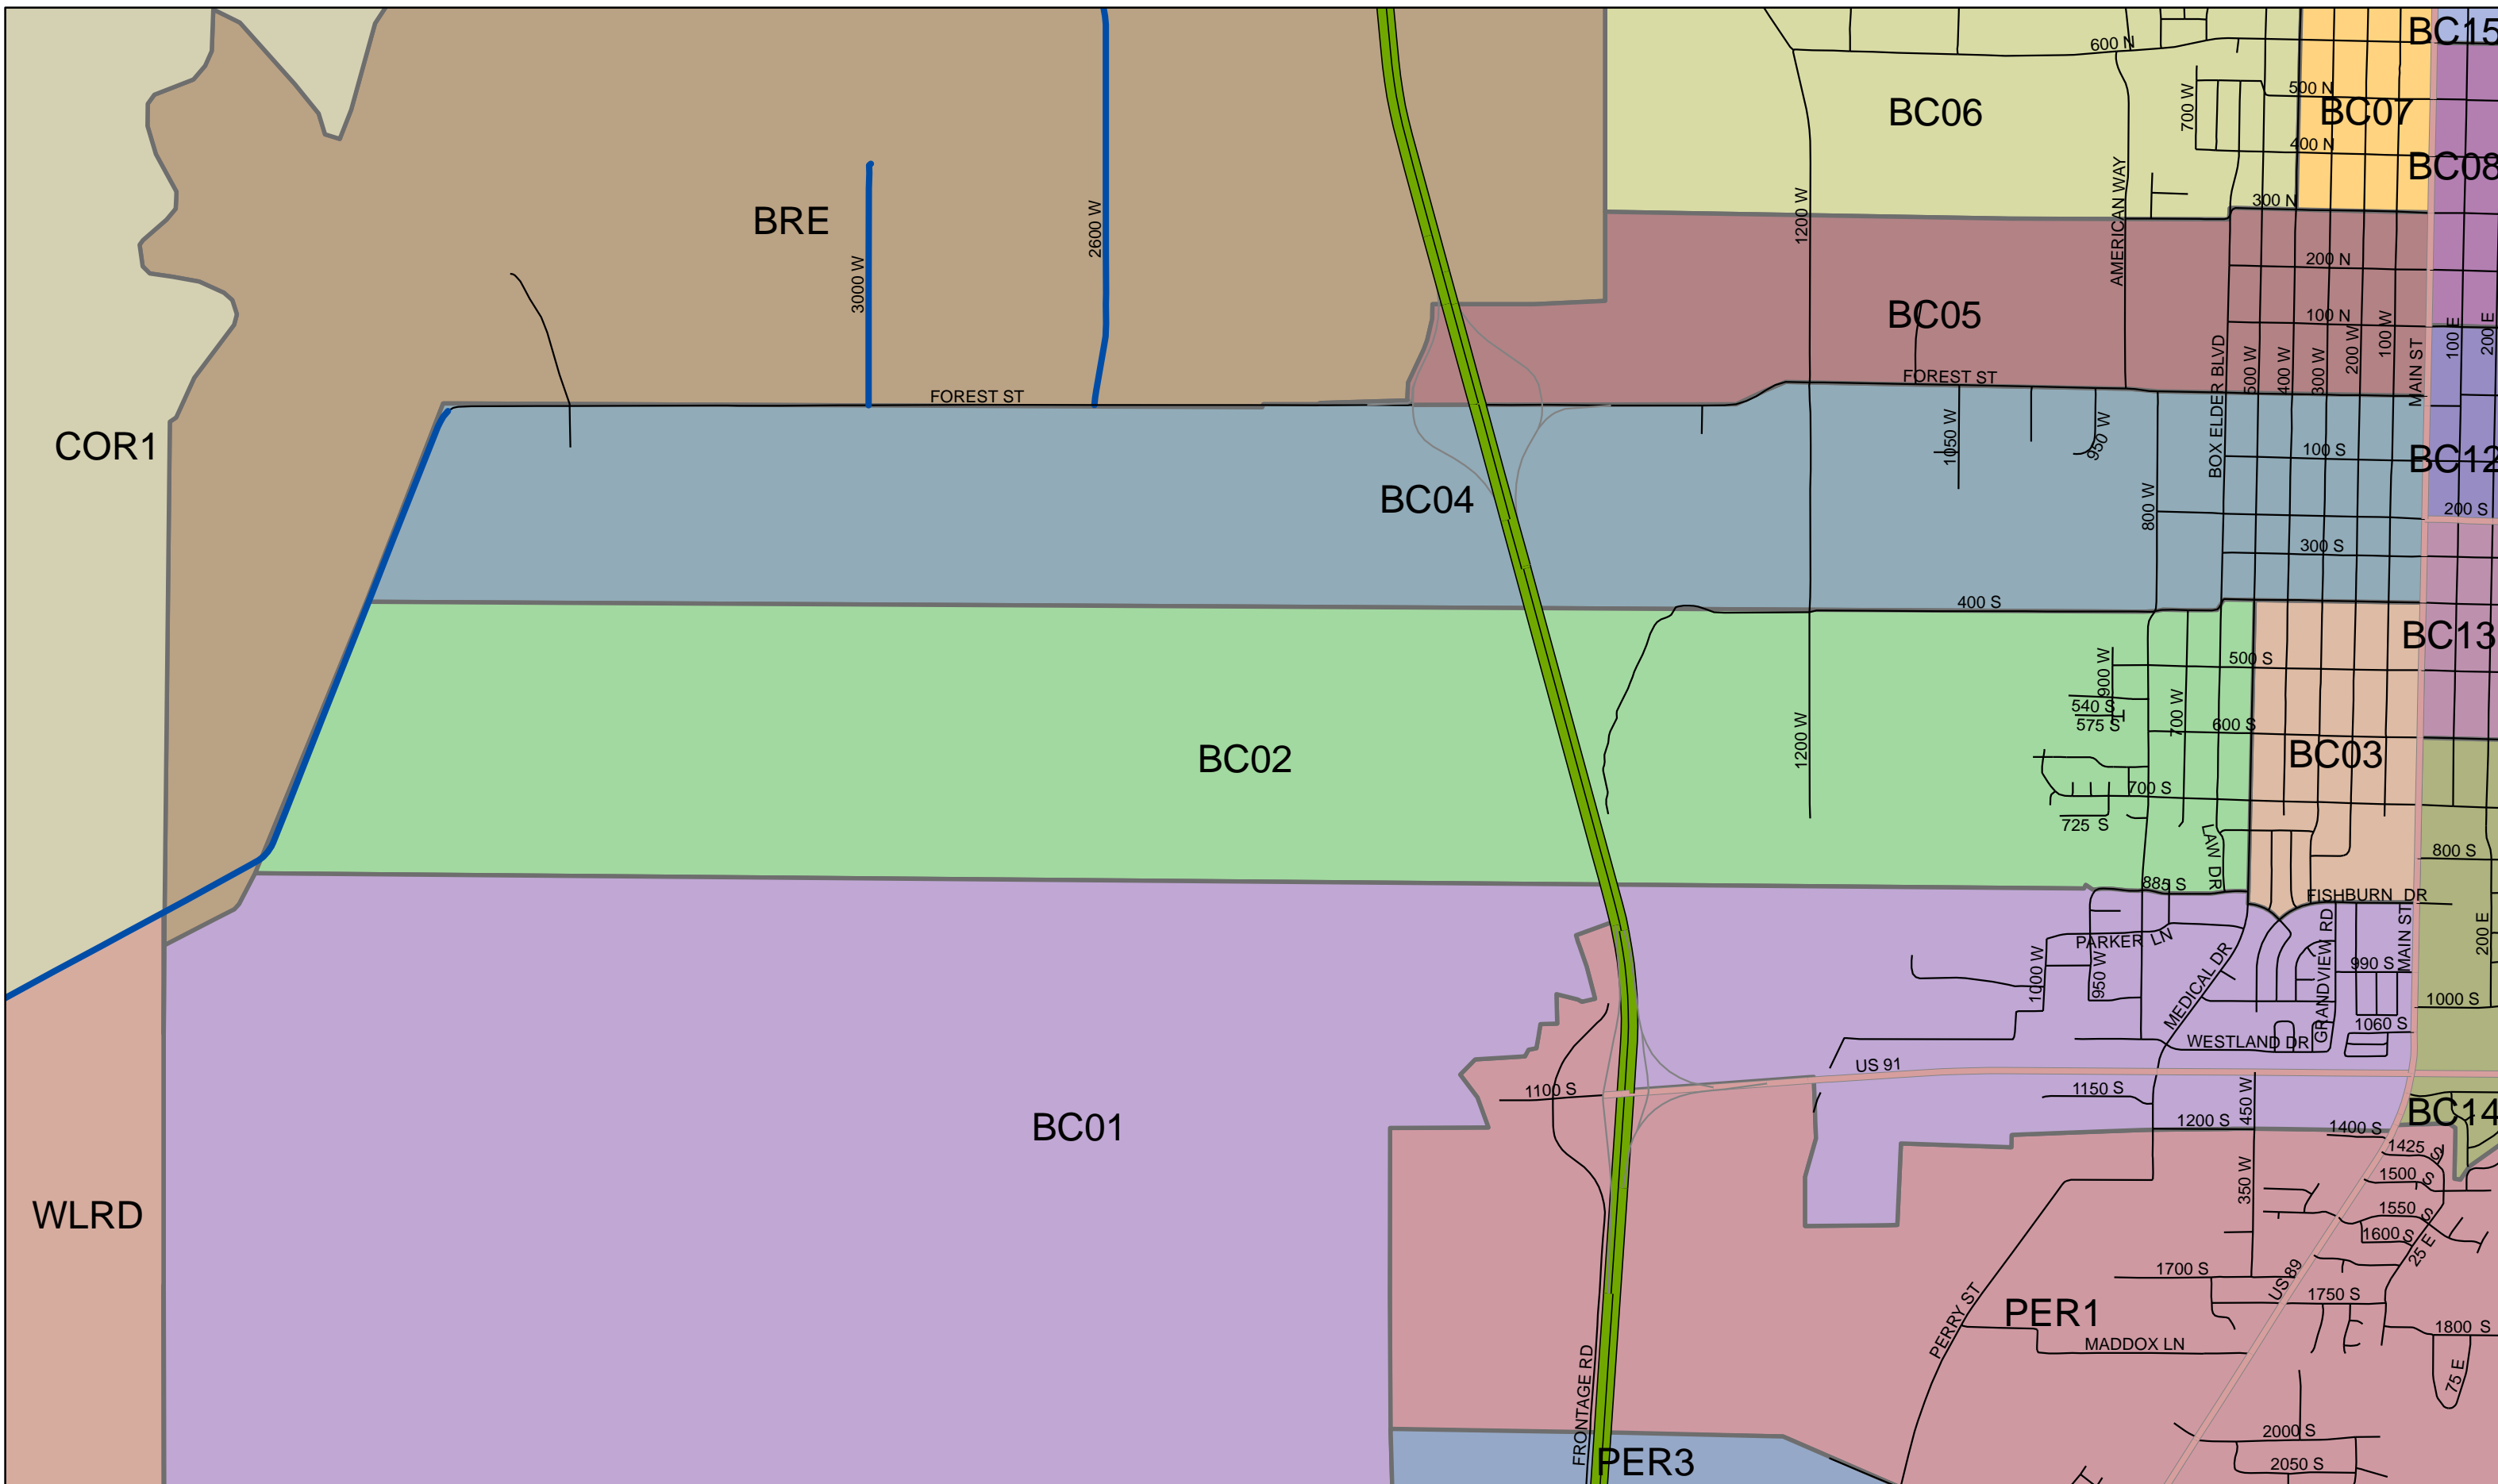 BC15
600 N
500 N
700 W
BC06
BC07
400 N
BC08
AMERICAN WAY
300 N
1200 W
BRE
2600 W
3000 W
200 N
BC05
100 N
100 E
200 E
BOX ELDER BLVD
500 W
400 W
300 W
200 W
100 W
MAIN ST
FOREST ST
FOREST ST
COR1
1050 W
950 W
100 S
BC12
BC04
800 W
200 S
300 S
400 S
BC13
500 S
900 W
540 S
575 S
700 W
600 S
1200 W
BC02
BC03
700 S
725 S
LAW DR
800 S
885 S
FISHBURN DR
200 E
PARKER LN
MAIN ST
GRANDVIEW RD
990 S
1000 W
950 W
MEDICAL DR
1000 S
1060 S
WESTLAND DR
US 91
1100 S
1150 S
450 W
BC14
BC01
1200 S
1400 S
1425 S
1500 S
350 W
WLRD
1550 S
1600 S
25 E
1700 S
US 89
1750 S
PER1
PERRY ST
1800 S
MADDOX LN
75 E
FRONTAGE RD
2000 S
PER3
2050 S